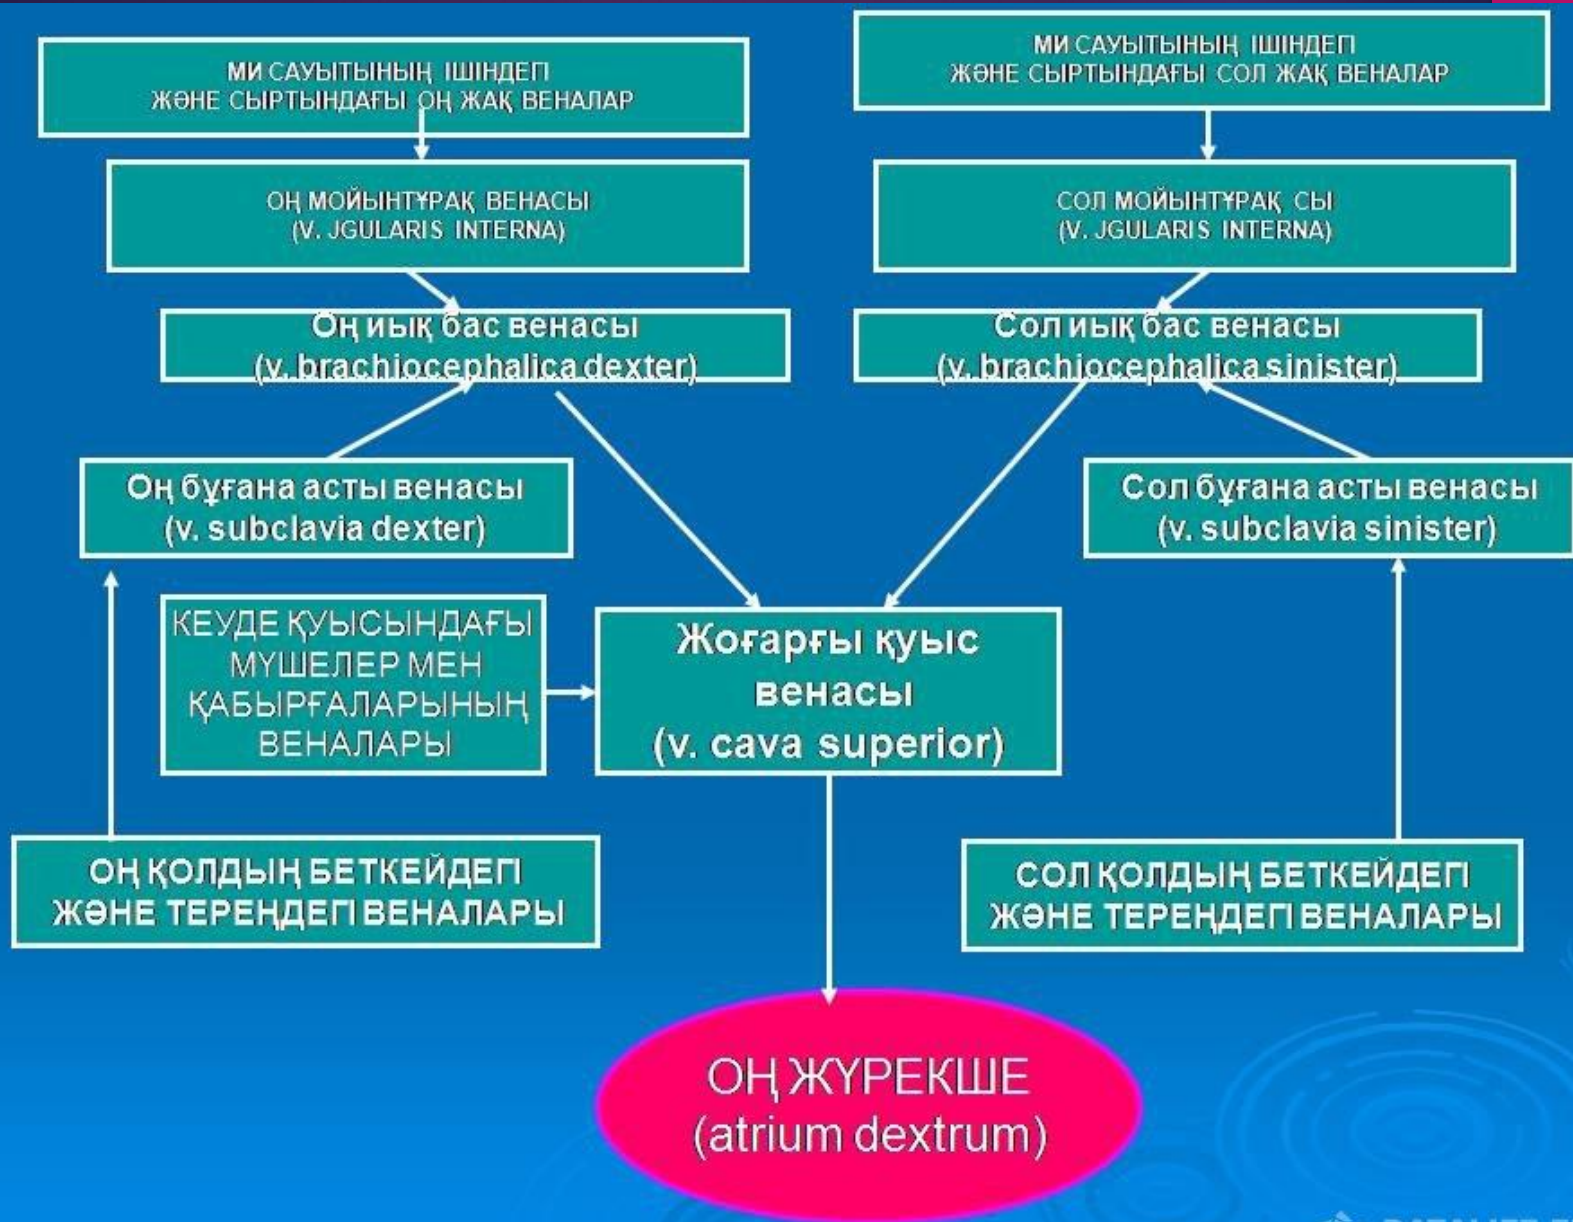 МИ САУЫТЫНЫҢ ІШІНДЕГІ
ЖӘНЕ СЫРТЫНДАҒЫ ОҢ ЖАҚ ВЕНАЛАР
МИ САУЫТЫНЫҢ ІШІНДЕГІ
ЖӘНЕ СЫРТЫНДАҒЫ СОЛ ЖАҚ ВЕНАЛАР
ОҢ МОЙЫНТҰРАҚ ВЕНАСЫ
(V. JGULARIS INTERNA)
СОЛ МОЙЫНТҰРАҚ СЫ
(V. JGULARIS INTERNA)
Оң иық бас венасы
(v. brachiocephalica dexter)
Сол иық бас венасы
(v. brachiocephalica sinister)
Оң бұғана асты венасы
(v. subclavia dexter)
Сол бұғана асты венасы
(v. subclavia sinister)
КЕУДЕ ҚУЫСЫНДАҒЫ
МҮШЕЛЕР МЕН
ҚАБЫРҒАЛАРЫНЫҢ
ВЕНАЛАРЫ
Жоғарғы қуыс
венасы
(v. cava superior)
ОҢ ҚОЛДЫҢ БЕТКЕЙДЕГІ
ЖӘНЕ ТЕРЕҢДЕГІ ВЕНАЛАРЫ
СОЛ ҚОЛДЫҢ БЕТКЕЙДЕГІ
ЖӘНЕ ТЕРЕҢДЕГІ ВЕНАЛАРЫ
ОҢ ЖҮРЕКШЕ
(atrium dextrum)